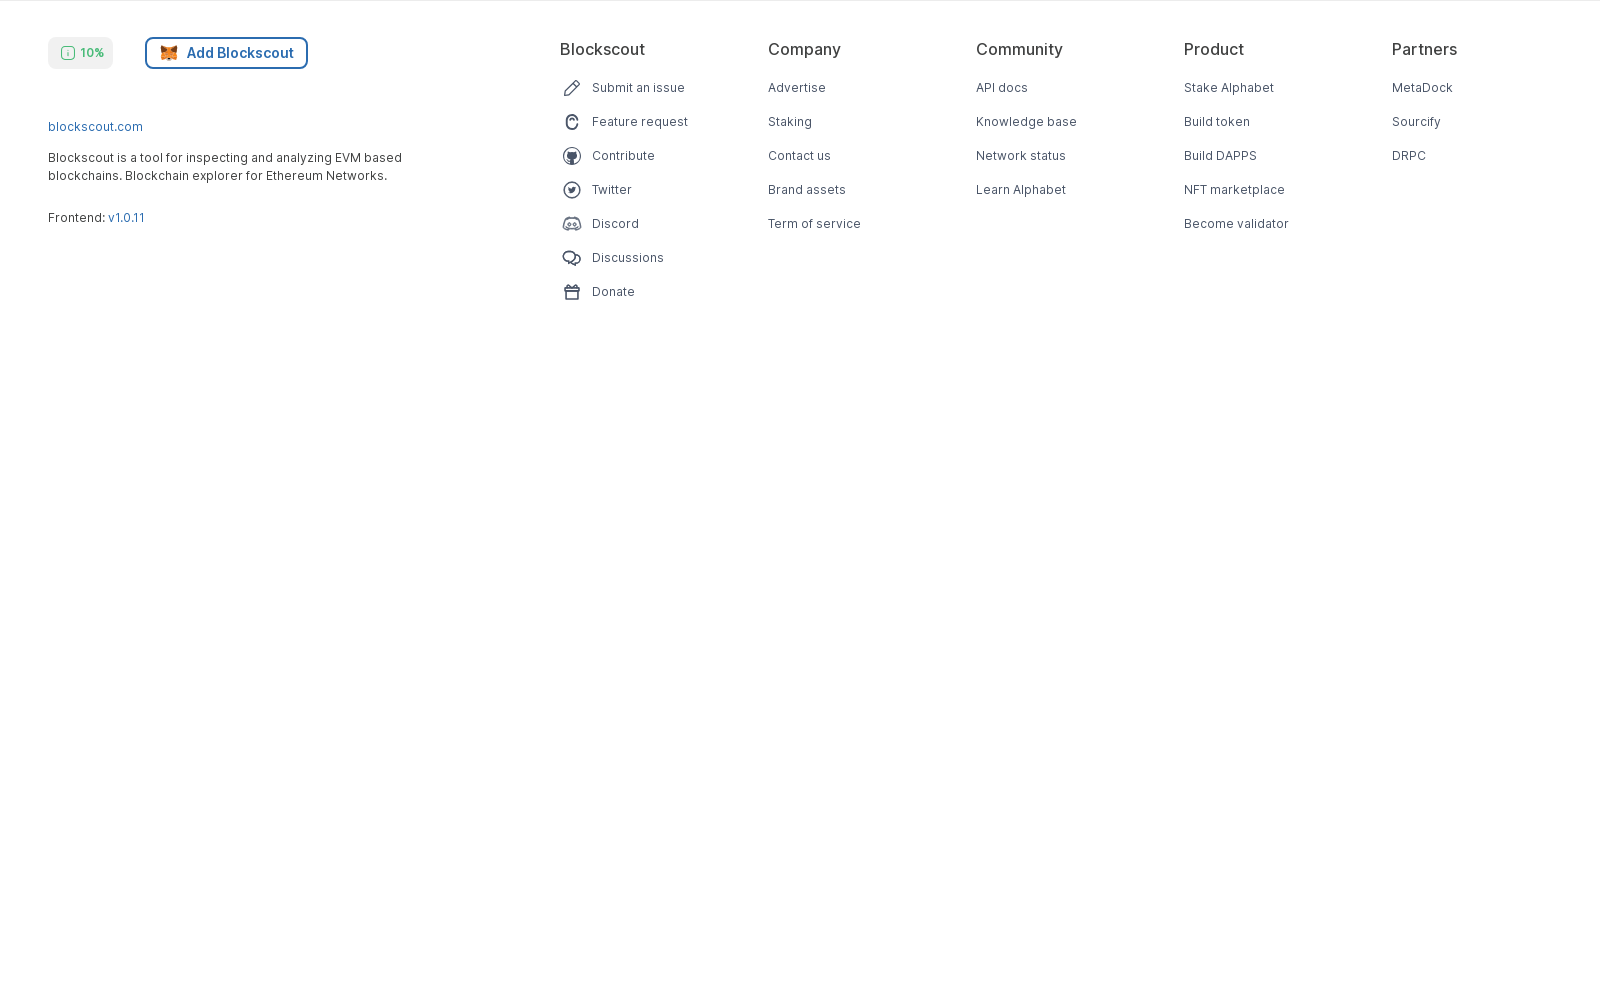 10%
Add Blockscout
blockscout.com
Blockscout is a tool for inspecting and analyzing EVM based
blockchains. Blockchain explorer for Ethereum Networks.
Frontend: v1.0.11
Blockscout
Submit an issue
Feature request
Contribute
Twitter
Discord
Discussions
Donate
Company
Advertise
Staking
Contact us
Brand assets
Term of service
Community
API docs
Knowledge base
Network status
Learn Alphabet
Product
Stake Alphabet
Build token
Build DAPPS
NFT marketplace
Become validator
Partners
MetaDock
Sourcify
DRPC